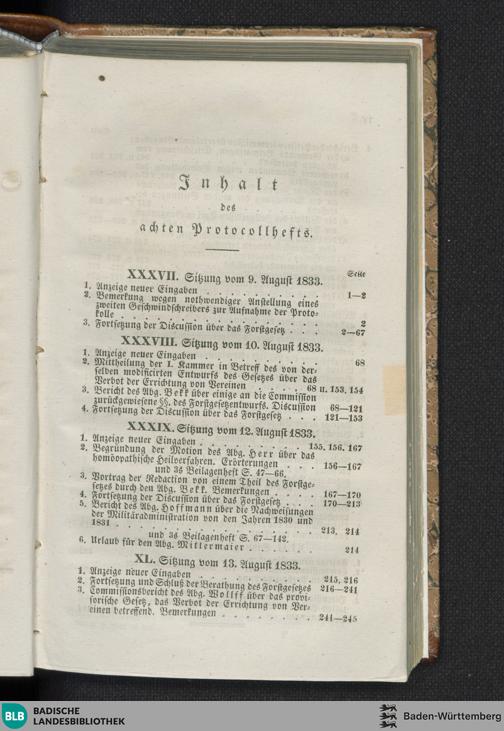 Inhalt
des
achten Protocollhefts.
Seite
XXXVII. Sitzung vom 9. August 1833.
1. Anzeige neuer Eingaben . . . . . . . . . 1—2
2. Bemerkung wegen nothwendiger Anstellung eines
zweiten Geschwindschreibers zur Aufnahme der Proto-
kolle . . . . . . . . . . . . . . 2
3. Fortsetzung der Discussion über das Forstgesetz . . . 2—67
XXXVIII. Sitzung vom 10. August 1833.
1. Anzeige neuer Eingaben . . . . . . . . . 68
2. Mittheilung der I. Kammer in Betreff des von der-
selben modificirten Entwurfs des Gesetzes über das
Verbot der Errichtung von Vereinen . . . . . 68 u. 153, 154
3. Bericht des Abg. Bekk über einige an die Commission
zurückgewiesene §§. des Forstgesetzentwurfs. Discussion 68—121
4. Fortsetzung der Discussion über das Forstgesetz . . . 121—153
XXXIX. Sitzung vom 12. August 1833.
1. Anzeige neuer Eingaben . . . . . . . . 155. 156. 167
2. Begründung der Motion des Abg. Herr über das
homöopathische Heilverfahren. Erörterungen . . . 156—167
und 3s Beilagenheft S. 47—66.
3. Vortrag der Redaction von einem Theil des Forstge-
setzes durch den Abg. Bekk. Bemerkungen . . . . 167—170
4. Fortsetzung der Discussion über das Forstgesetz . . . 170—213
5. Bericht des Abg. Hoffmann über die Nachweisungen
der Militäradministration von den Jahren 1830 und
1831 . . . . . . . . . . . . . . 213, 214
und 3s Beilagenheft S. 67—142.
6. Urlaub für den Abg. Mittermaier . . . . . . . 214
XL. Sitzung vom 13. August 1833.
1. Anzeige neuer Eingaben . . . . . . . . . 215, 216
2. Fortsetzung und Schluß der Berathung des Forstgesetzes 216—241
3. Commissionsbericht des Abg. Wolff über das provi-
sorische Gesetz, das Verbot der Errichtung von Ver-
einen betreffend. Bemerkungen . . . . . . . . 241—245
BLB BADISCHE
LANDESBIBLIOTHEK
Baden-Württemberg